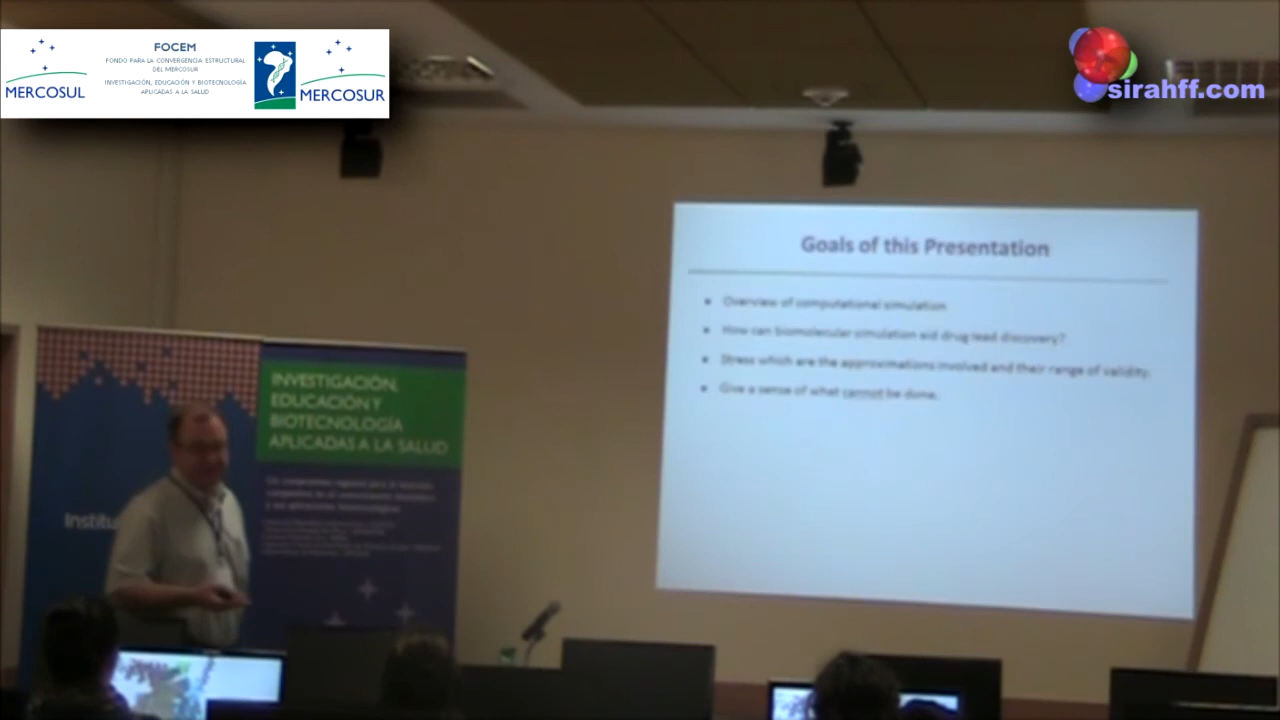 FOCEM
FONDO PARA LA CONVERGENCIA ESTRUCTURAL
DEL MERCOSUR
INVESTIGACIÓN, EDUCACIÓN Y BIOTECNOLOGÍA
APLICADAS A LA SALUD
MERCOSUL
MERCOSUR
sirahff.com
Goals of this Presentation
• Overview of computational simulation
• How can biomolecular simulation aid drug lead discovery?
• Stress which are the approximations involved and their range of validity.
• Give a sense of what cannot be done.
INVESTIGACIÓN,
EDUCACIÓN Y
BIOTECNOLOGÍA
APLICADAS A LA SALUD
Institu